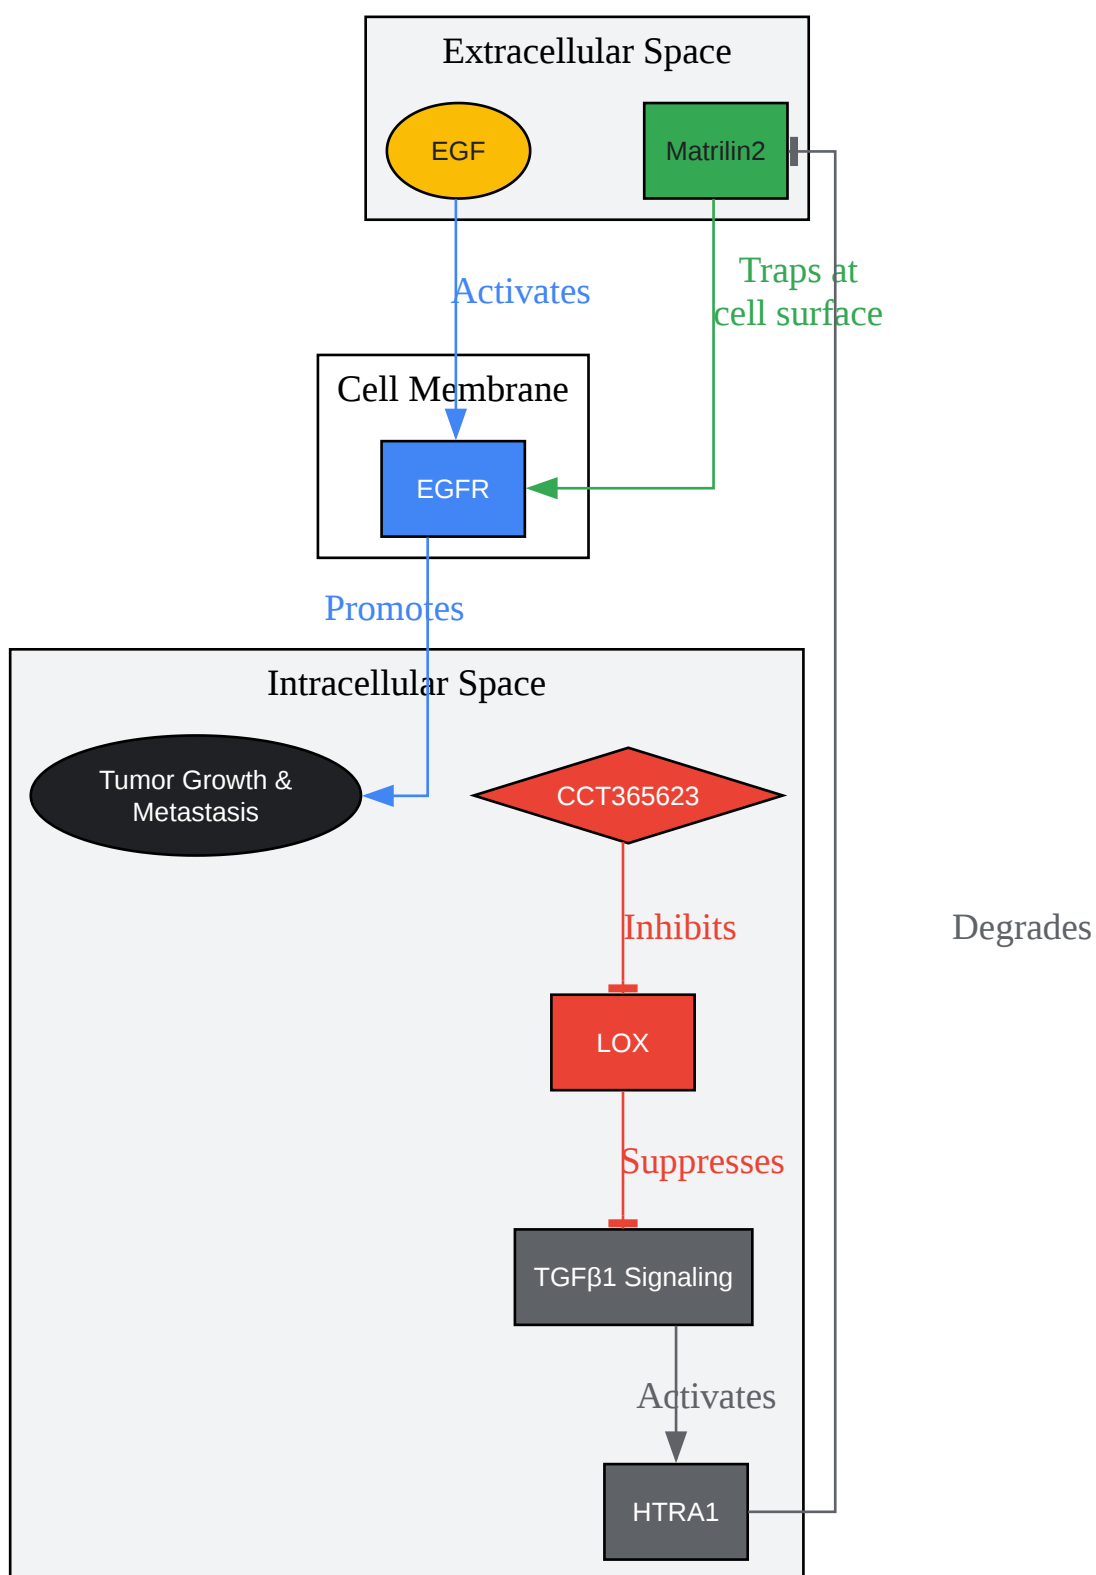 Extracellular Space
EGF
Matrilin2
Activates
Traps at
cell surface
Cell Membrane
EGFR
Promotes
Intracellular Space
Tumor Growth &
Metastasis
CCT365623
Inhibits
Degrades
LOX
Suppresses
TGFβ1 Signaling
Activates
HTRA1